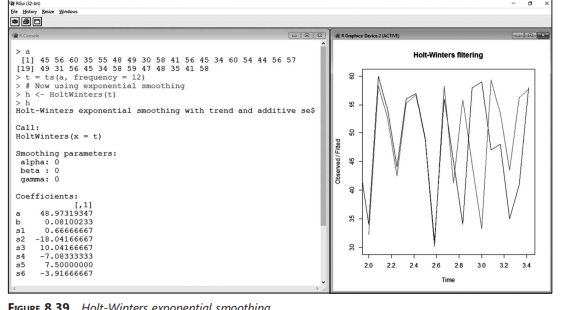 RGui (32-bit)
File History Resize Windows
R Console
> a
[1] 45 56 60 35 55 48 49 30 58 41 56 45 34 60 54 44 56 57
[19] 49 31 56 45 34 58 59 47 48 35 41 58
> t = ts(a, frequency = 12)
> # Now using exponential smoothing
> h <- HoltWinters(t)
> h
Holt-Winters exponential smoothing with trend and additive se$
Call:
HoltWinters(x = t)
Smoothing parameters:
alpha: 0
beta : 0
gamma: 0
Coefficients:
[,1]
a 48.97319347
b 0.08100233
s1 0.66666667
s2 -18.04166667
s3 10.04166667
s4 -7.08333333
s5 7.50000000
s6 -3.91666667
R Graphics: Device 2 (ACTIVE)
Holt-Winters filtering
Observed / Fitted
60
55
50
45
40
35
30
2.0 2.2 2.4 2.6 2.8 3.0 3.2 3.4
Time
FIGURE 8.39 Holt-Winters exponential smoothing